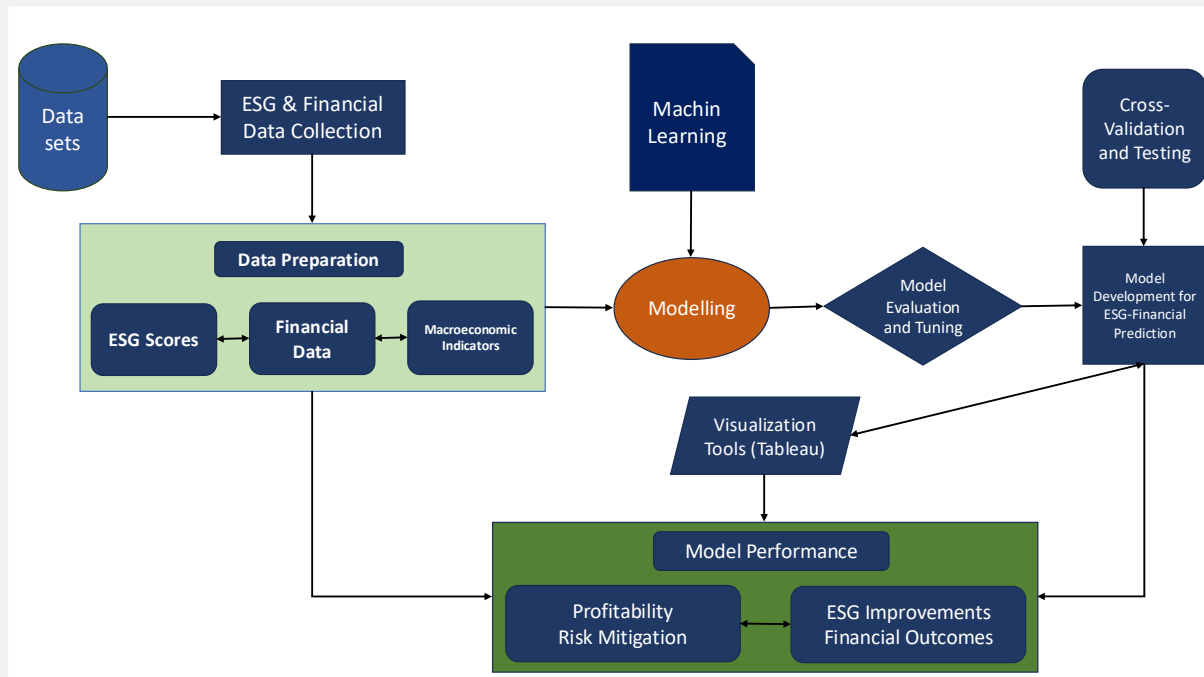 Data
sets
ESG & Financial
Data Collection
Machin
Learning
Cross-
Validation
and Testing
Data Preparation
ESG Scores
Financial
Data
Macroeconomic
Indicators
Modelling
Model
Evaluation
and Tuning
Model
Development for
ESG-Financial
Prediction
Visualization
Tools (Tableau)
Model Performance
Profitability
Risk Mitigation
ESG Improvements
Financial Outcomes